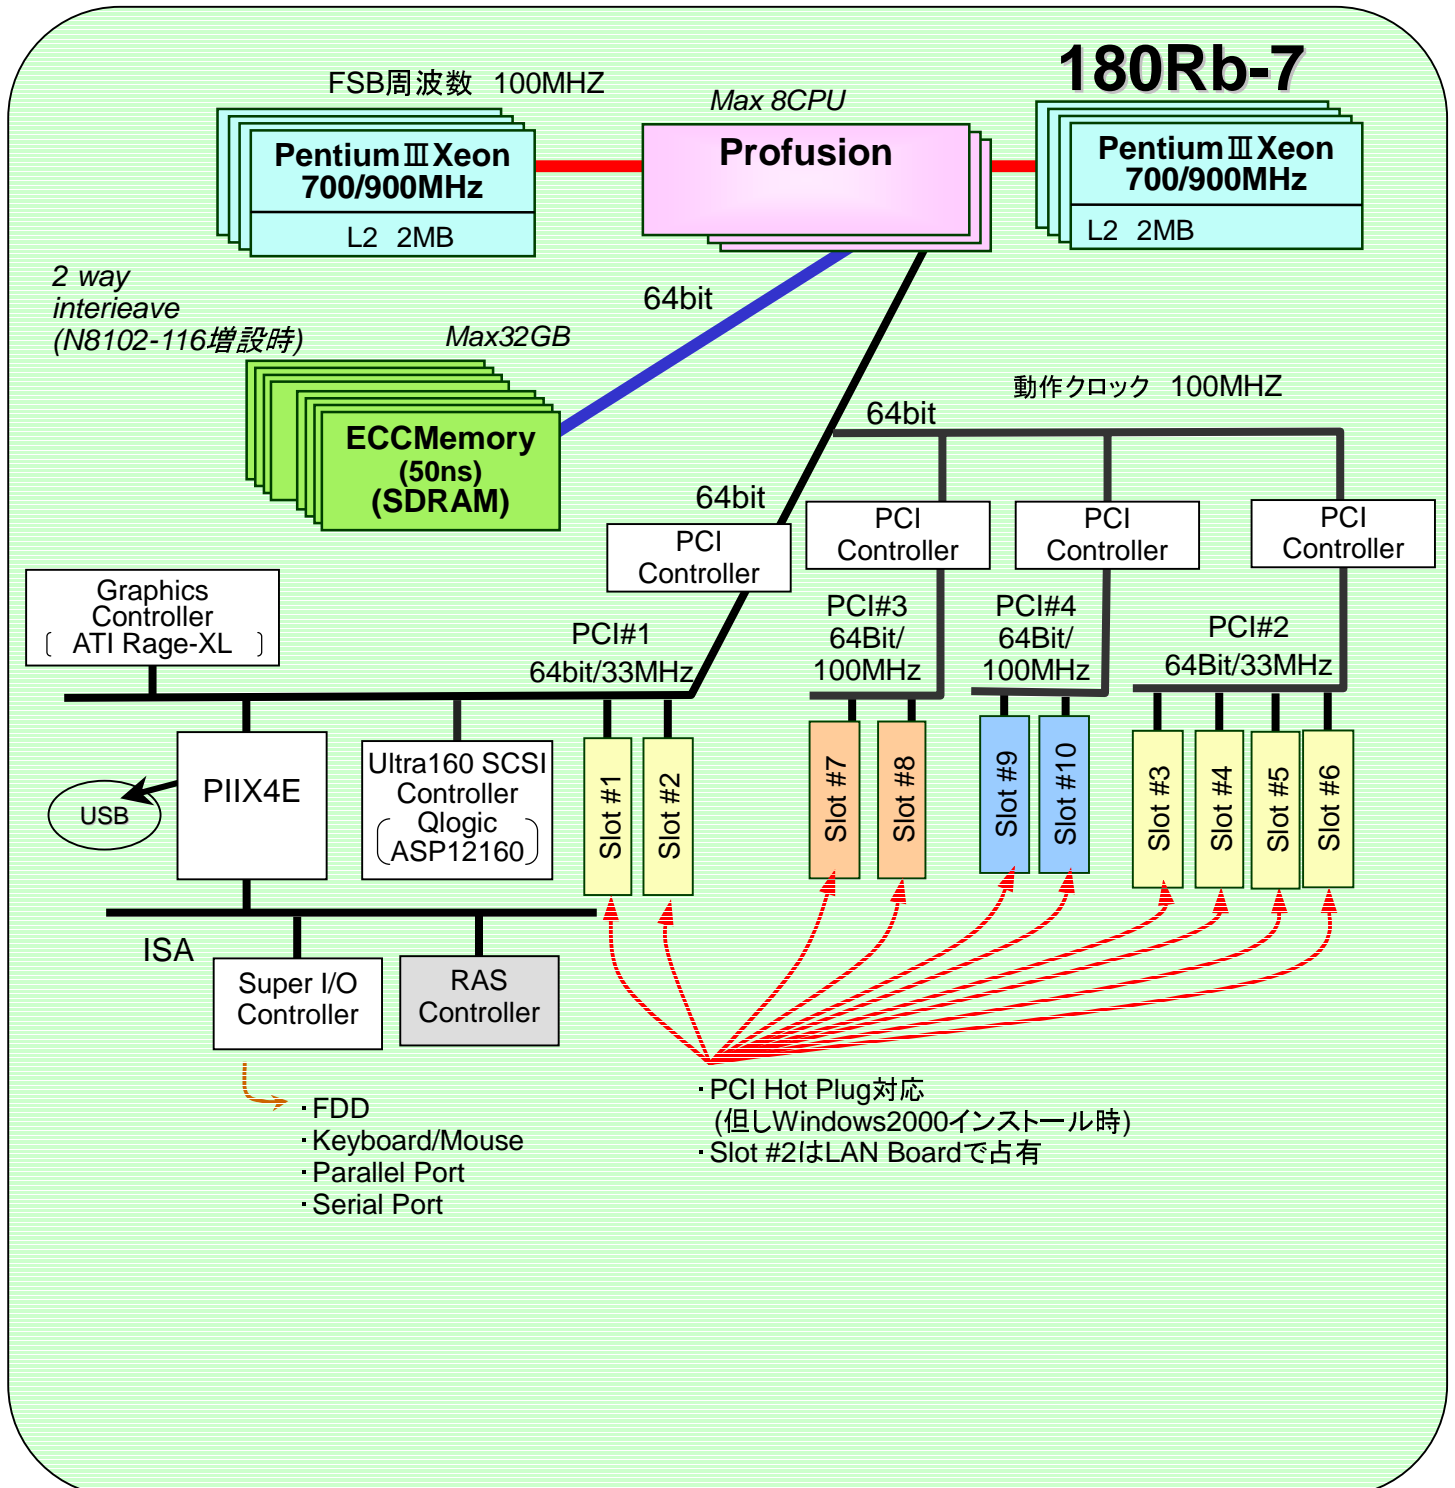 180Rb-7
FSB周波数 100MHZ
Max 8CPU
PentiumⅢXeon
700/900MHz
L2 2MB
Profusion
PentiumⅢXeon
700/900MHz
L2 2MB
2 way
interieave
(N8102-116増設時)
64bit
Max32GB
ECCMemory
(50ns)
(SDRAM)
動作クロック 100MHZ
64bit
64bit
PCI
Controller
PCI
Controller
PCI
Controller
PCI
Controller
Graphics
Controller
〔 ATI Rage-XL 〕
PCI#1
64bit/33MHz
PCI#3
64Bit/
100MHz
PCI#4
64Bit/
100MHz
PCI#2
64Bit/33MHz
USB
PIIX4E
Ultra160 SCSI
Controller
Qlogic
ASP12160
Slot #1
Slot #2
Slot #7
Slot #8
Slot #9
Slot #10
Slot #3
Slot #4
Slot #5
Slot #6
ISA
Super I/O
Controller
RAS
Controller
・FDD
・Keyboard/Mouse
・Parallel Port
・Serial Port
・PCI Hot Plug対応
(但しWindows2000インストール時)
・Slot #2はLAN Boardで占有